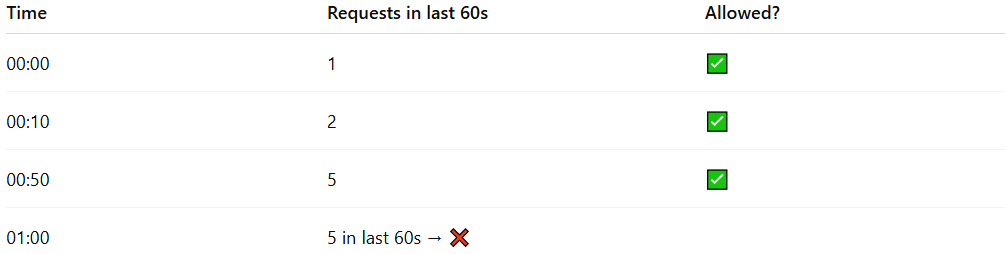 Time Requests in last 60s Allowed?
00:00 1 ✅
00:10 2 ✅
00:50 5 ✅
01:00 5 in last 60s → ❌